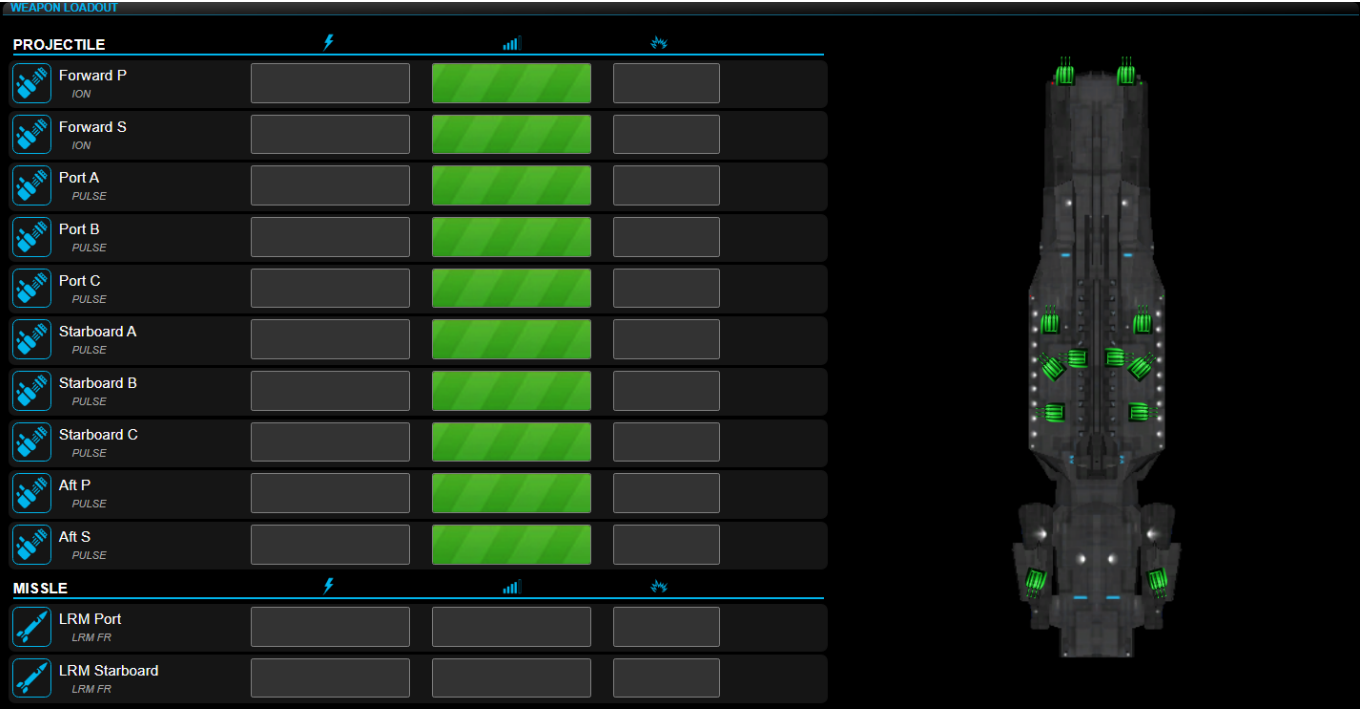 WEAPON LOADOUT
PROJECTILE
Forward P
ION
Forward S
ION
Port A
PULSE
Port B
PULSE
Port C
PULSE
Starboard A
PULSE
Starboard B
PULSE
Starboard C
PULSE
Aft P
PULSE
Aft S
PULSE
MISSLE
LRM Port
LRM FR
LRM Starboard
LRM FR